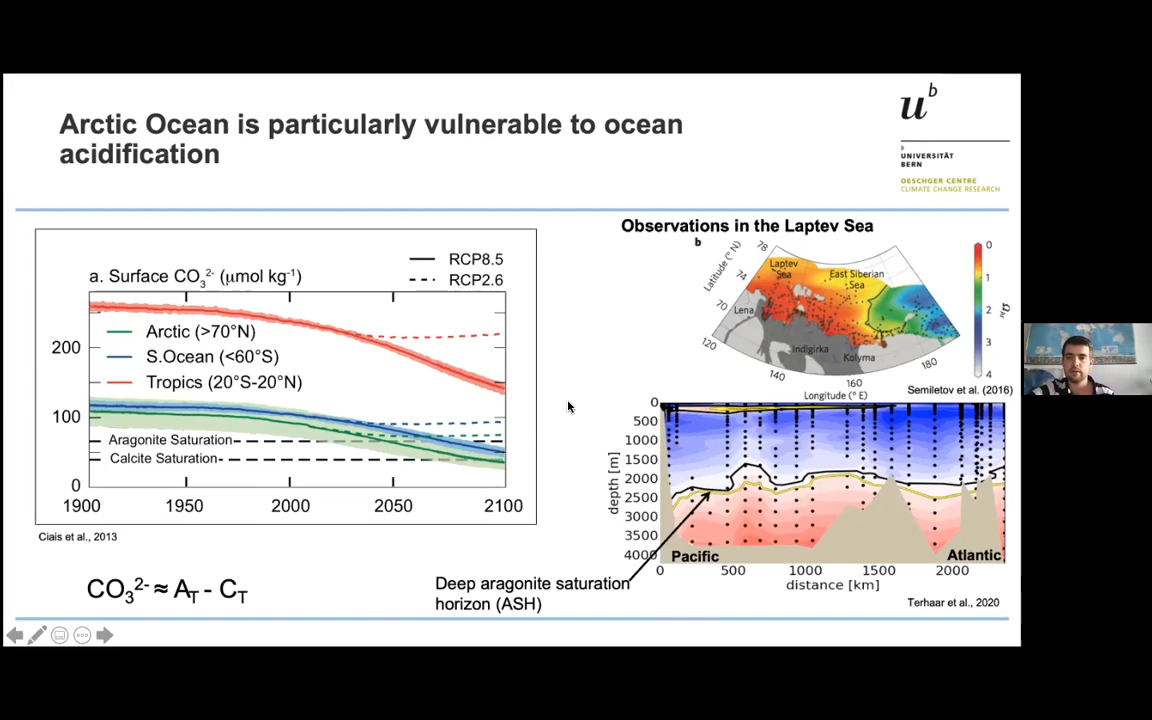 Arctic Ocean is particularly vulnerable to ocean
acidification
u b
b
UNIVERSITÄT
BERN
OESCHGER CENTRE
CLIMATE CHANGE RESEARCH
RCP8.5
RCP2.6
a. Surface CO₃²⁻ (µmol kg⁻¹)
Arctic (>70°N)
S.Ocean (<60°S)
Tropics (20°S-20°N)
Aragonite Saturation
Calcite Saturation
200
100
0
1900 1950 2000 2050 2100
Ciais et al., 2013
CO₃²⁻ ≈ A_T - C_T
Observations in the Laptev Sea
b
Latitude (° N)
78
74
70
120
140
160
180
Laptev
Sea
East Siberian
Sea
Lena
Indigirka
Kolyma
Longitude (° E)
0
1
2
3
4
Semiletov et al. (2016)
depth [m]
0
500
1000
1500
2000
2500
3000
3500
4000
Pacific
Atlantic
0 500 1000 1500 2000
distance [km]
Deep aragonite saturation
horizon (ASH)
Terhaar et al., 2020